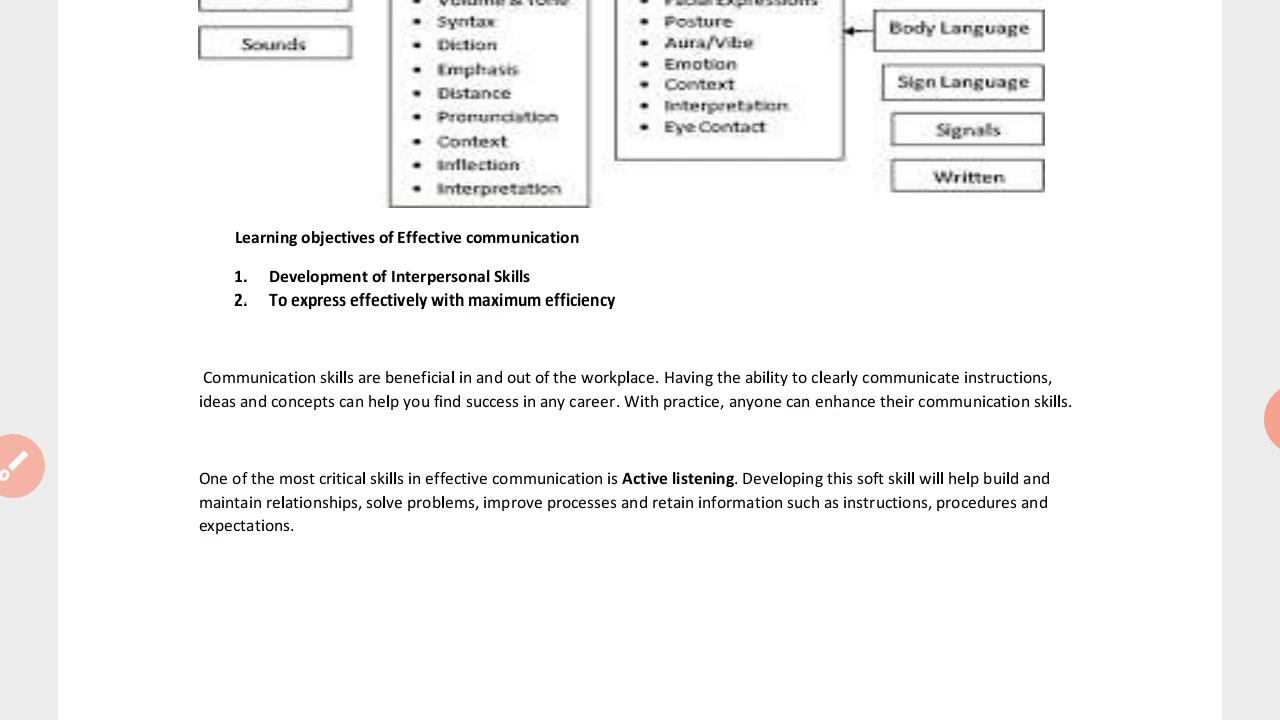 Volume & Tone
Syntax
Diction
Emphasis
Distance
Pronunciation
Context
Inflection
Interpretation
Sounds
Facial Expressions
Posture
Aura/Vibe
Emotion
Context
Interpretation
Eye Contact
Body Language
Sign Language
Signals
Written
Learning objectives of Effective communication
1. Development of Interpersonal Skills
2. To express effectively with maximum efficiency
Communication skills are beneficial in and out of the workplace. Having the ability to clearly communicate instructions,
ideas and concepts can help you find success in any career. With practice, anyone can enhance their communication skills.
One of the most critical skills in effective communication is Active listening. Developing this soft skill will help build and
maintain relationships, solve problems, improve processes and retain information such as instructions, procedures and
expectations.